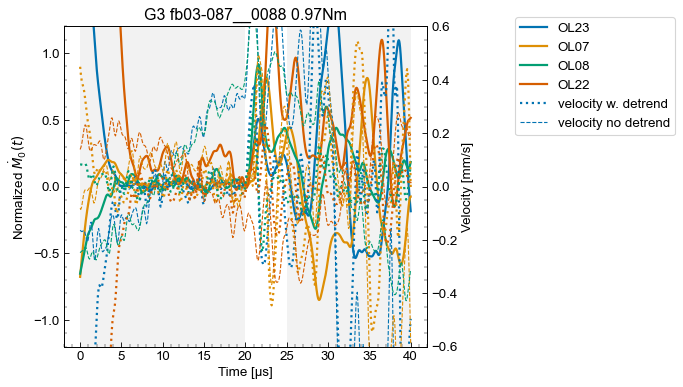 G3 fb03-087__0088 0.97Nm
1.0
0.5
0.0
−0.5
−1.0
Normalized Ṁ₀(t)
0.6
0.4
0.2
0.0
−0.2
−0.4
−0.6
Velocity [mm/s]
0 5 10 15 20 25 30 35 40
Time [µs]
OL23
OL07
OL08
OL22
velocity w. detrend
velocity no detrend